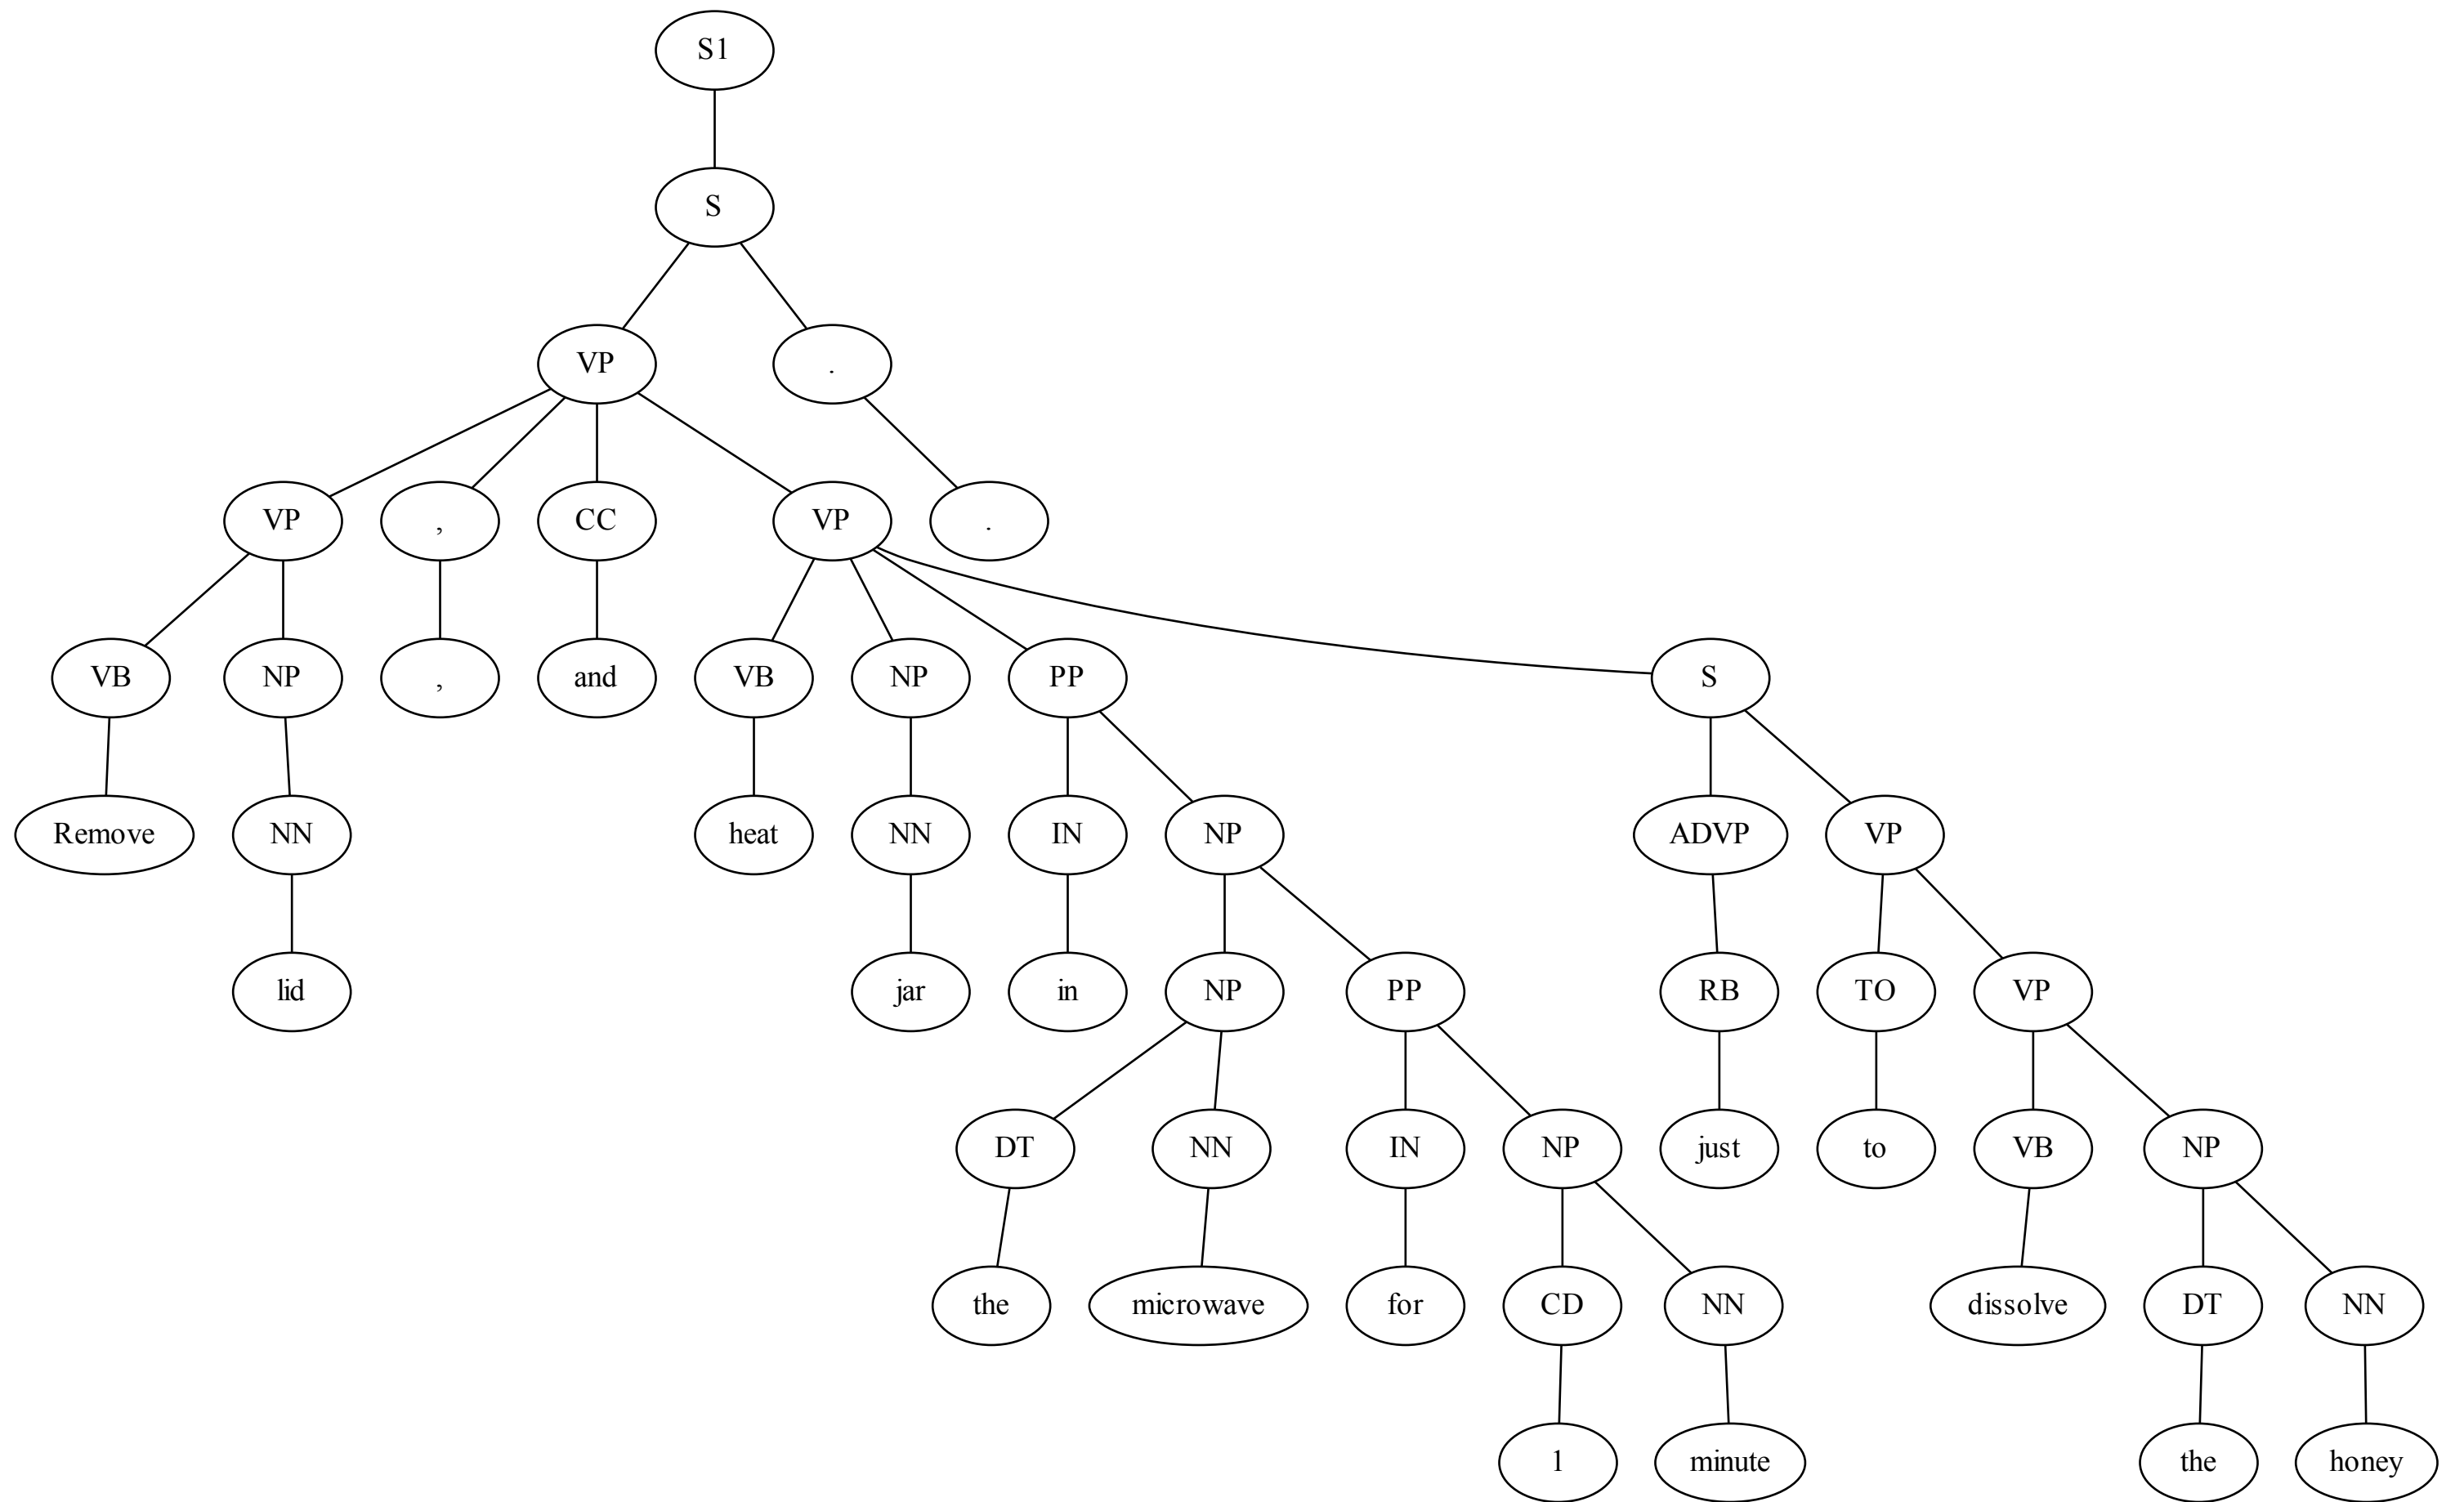 S1
S
VP .
VP , CC VP .
VB NP , and VB NP PP S
Remove NN heat NN IN NP ADVP VP
lid jar in NP PP RB TO VP
DT NN IN NP just to VB NP
the microwave for CD NN dissolve DT NN
1 minute the honey